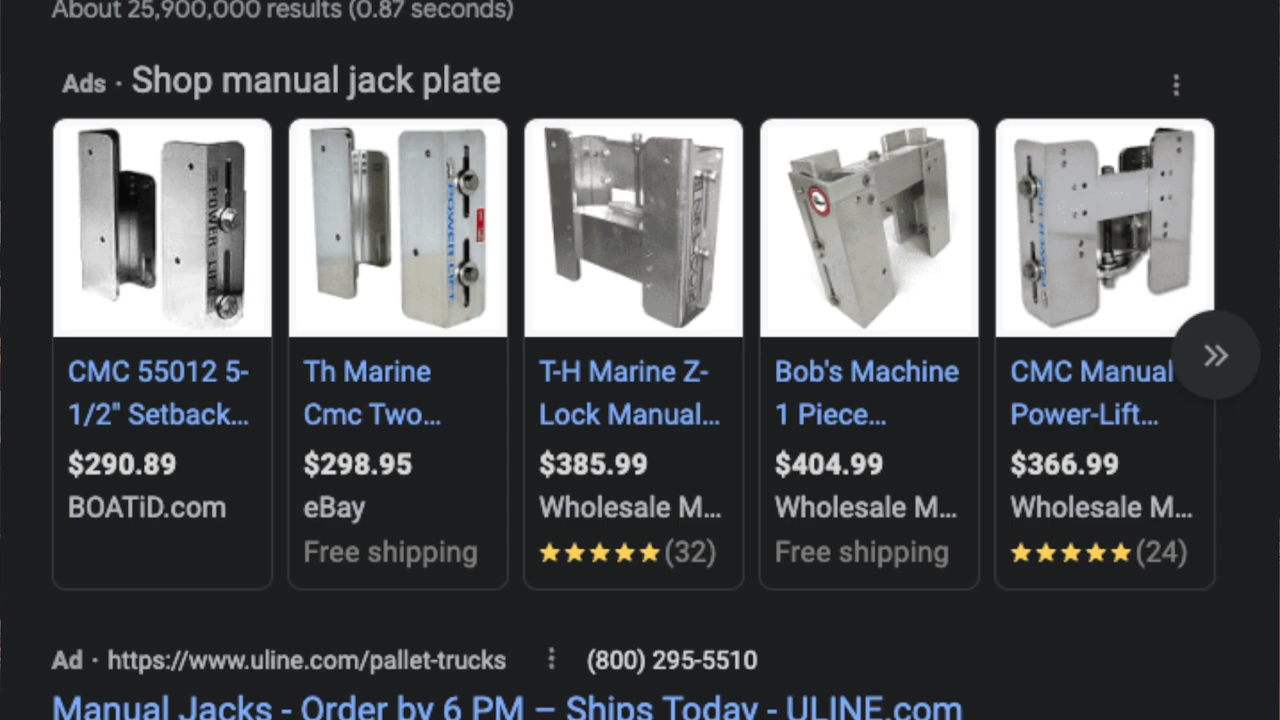 About 25,900,000 results (0.87 seconds)
Ads · Shop manual jack plate
POWER LIFT
POWER LIFT
CMC 55012 5-
1/2" Setback...
$290.89
BOATiD.com
Th Marine
Cmc Two...
$298.95
eBay
Free shipping
T-H Marine Z-
Lock Manual...
$385.99
Wholesale M...
★★★★★(32)
Bob's Machine
1 Piece...
$404.99
Wholesale M...
Free shipping
CMC Manual
Power-Lift...
$366.99
Wholesale M...
★★★★★(24)
Ad · https://www.uline.com/pallet-trucks
(800) 295-5510
Manual Jacks - Order by 6 PM – Ships Today - ULINE.com